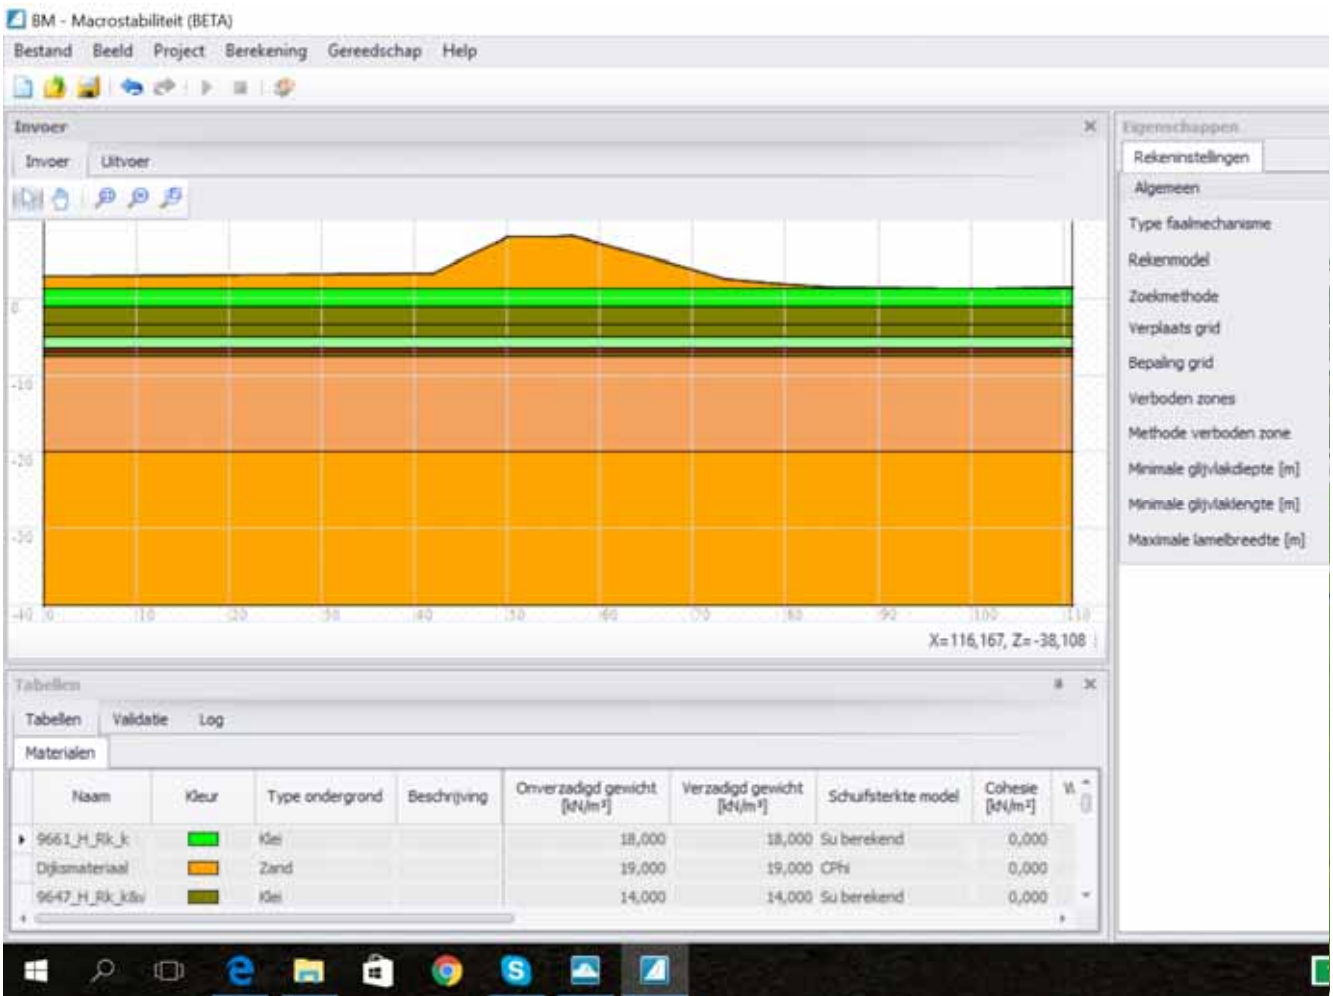 BM - Macrostabiliteit (BETA)
Bestand Beeld Project Berekening Gereedschap Help
Invoer
Invoer Uitvoer
0
-10
-20
-30
-40 0 10 20 30 40 50 60 70 80 90 100 110
X=116,167, Z=-38,108
Eigenschappen
Rekeninstellingen
Algemeen
Type faalmechanisme
Rekenmodel
Zoekmethode
Verplaats grid
Bepaling grid
Verboden zones
Methode verboden zone
Minimale glijvlakdiepte [m]
Minimale glijvlaklengte [m]
Maximale lamelbreedte [m]
Tabellen
Tabellen Validatie Log
Materialen
Naam Kleur Type ondergrond Beschrijving Onverzadigd gewicht [kN/m³] Verzadigd gewicht [kN/m³] Schuifsterkte model Cohesie [kN/m²]
9661_H_Rk_k Klei 18,000 18,000 Su berekend 0,000
Dijksmateriaal Zand 19,000 19,000 CPhi 0,000
9647_H_Rk_k&v Klei 14,000 14,000 Su berekend 0,000